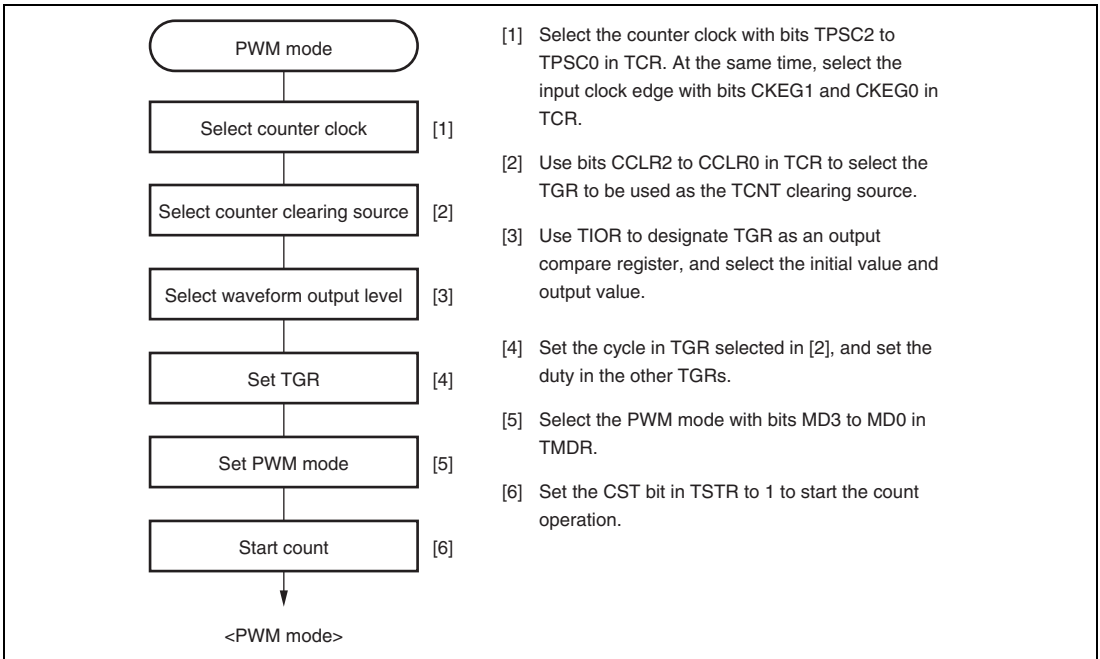 PWM mode
Select counter clock [1]
Select counter clearing source [2]
Select waveform output level [3]
Set TGR [4]
Set PWM mode [5]
Start count [6]
<PWM mode>
[1] Select the counter clock with bits TPSC2 to
TPSC0 in TCR. At the same time, select the
input clock edge with bits CKEG1 and CKEG0 in
TCR.
[2] Use bits CCLR2 to CCLR0 in TCR to select the
TGR to be used as the TCNT clearing source.
[3] Use TIOR to designate TGR as an output
compare register, and select the initial value and
output value.
[4] Set the cycle in TGR selected in [2], and set the
duty in the other TGRs.
[5] Select the PWM mode with bits MD3 to MD0 in
TMDR.
[6] Set the CST bit in TSTR to 1 to start the count
operation.